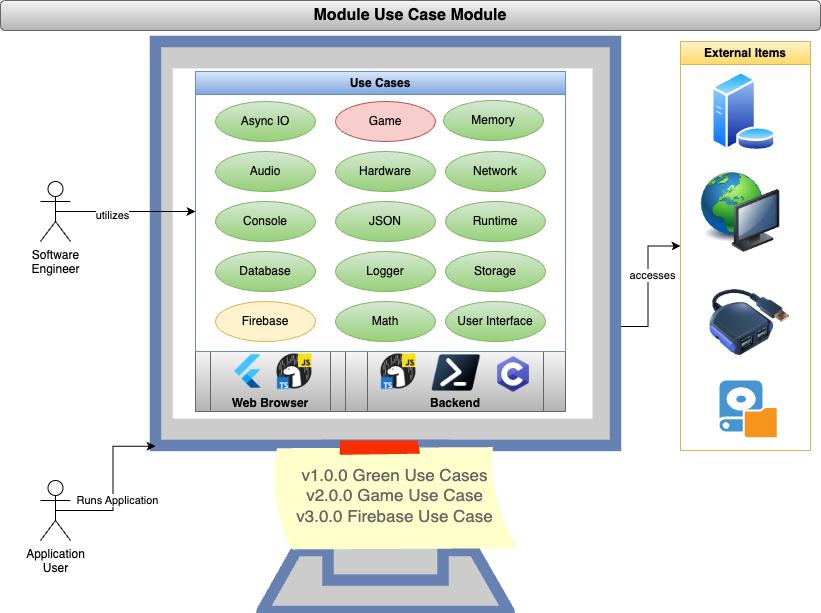 Module Use Case Module
External Items
Use Cases
Async IO
Game
Memory
Audio
Hardware
Network
Console
JSON
Runtime
Database
Logger
Storage
Firebase
Math
User Interface
utilizes
Software
Engineer
accesses
JS
TS
JS
TS
C
Web Browser
Backend
v1.0.0 Green Use Cases
v2.0.0 Game Use Case
v3.0.0 Firebase Use Case
Runs Application
Application
User